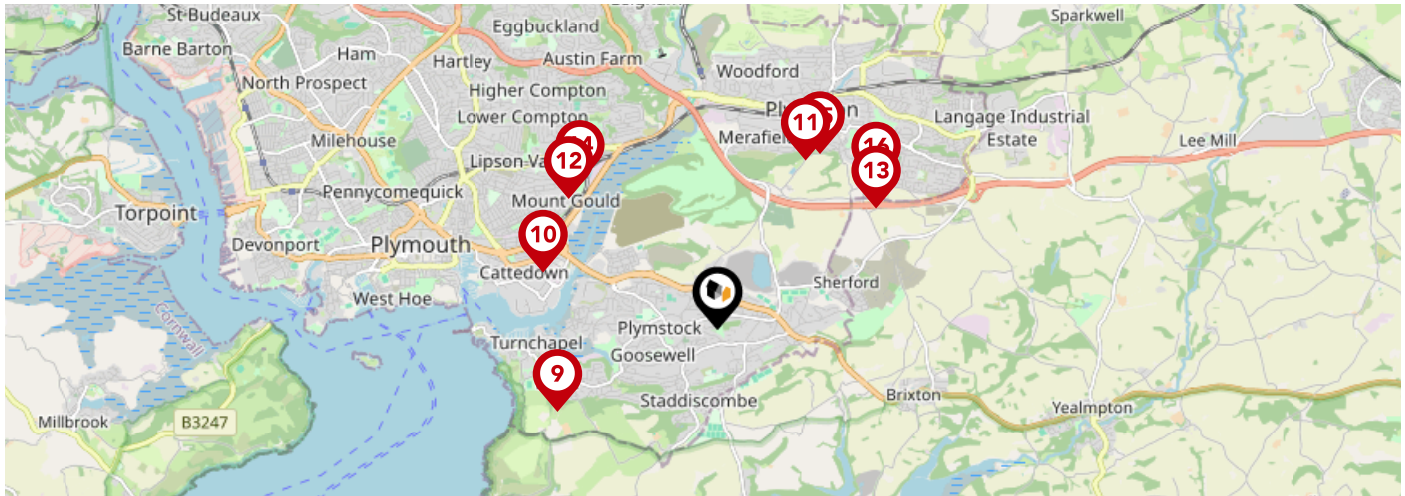 St Budeaux
Eggbuckland
Sparkwell
Barne Barton
Ham
Hartley
Austin Farm
Woodford
North Prospect
Higher Compton
Lower Compton
11
Langage Industrial
Estate
Milehouse
Lee Mill
Lipson
12
16
13
Pennycomequick
Mount Gould
Torpoint
Devonport
Plymouth
10
Cattedown
West Hoe
Sherford
Cornwall
Plymstock
Turnchapel
Goosewell
9
Staddiscombe
Brixton
Yealmpton
Millbrook
B3247